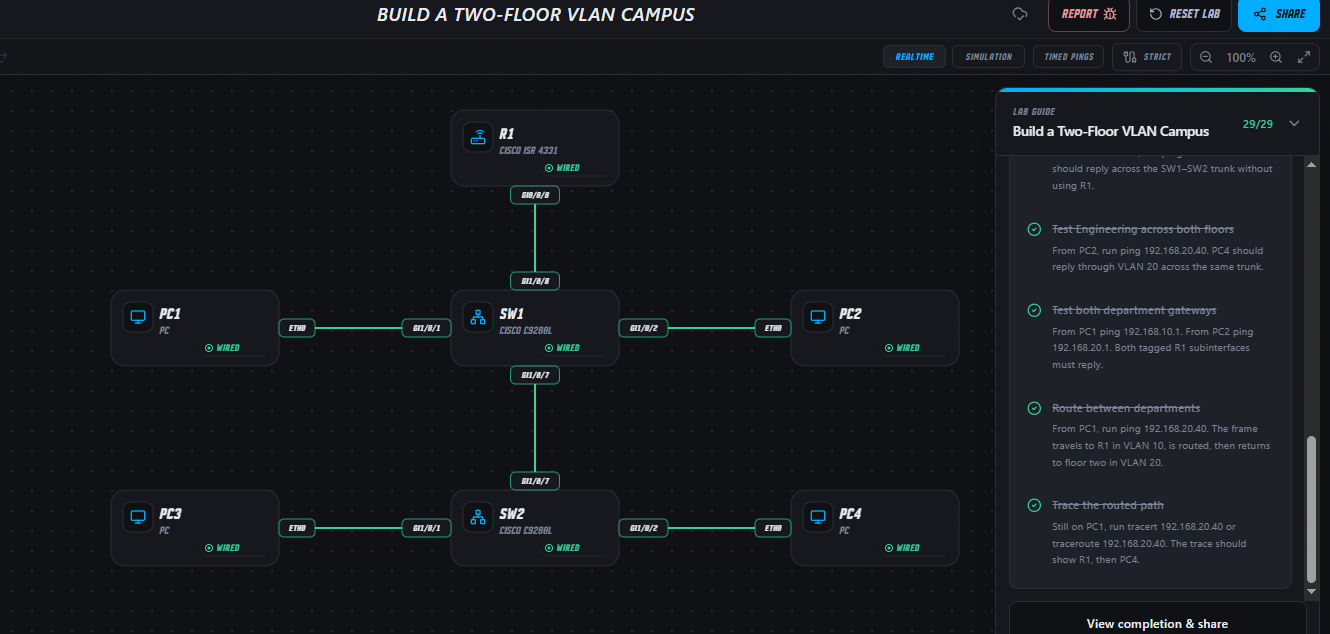 BUILD A TWO-FLOOR VLAN CAMPUS
REPORT
RESET LAB
SHARE
REALTIME
SIMULATION
TIMED PINGS
STRICT
100%
R1
CISCO ISR 4331
WIRED
GI0/0/0
GI1/0/8
PC1
PC
WIRED
ETH0
GI1/0/1
SW1
CISCO C9200L
WIRED
GI1/0/2
ETH0
PC2
PC
WIRED
GI1/0/7
GI1/0/7
PC3
PC
WIRED
ETH0
GI1/0/1
SW2
CISCO C9200L
WIRED
GI1/0/2
ETH0
PC4
PC
WIRED
LAB GUIDE
Build a Two-Floor VLAN Campus
29/29
should reply across the SW1–SW2 trunk without
using R1.
Test Engineering across both floors
From PC2, run ping 192.168.20.40. PC4 should
reply through VLAN 20 across the same trunk.
Test both department gateways
From PC1 ping 192.168.10.1. From PC2 ping
192.168.20.1. Both tagged R1 subinterfaces
must reply.
Route between departments
From PC1, run ping 192.168.20.40. The frame
travels to R1 in VLAN 10, is routed, then returns
to floor two in VLAN 20.
Trace the routed path
Still on PC1, run tracert 192.168.20.40 or
traceroute 192.168.20.40. The trace should
show R1, then PC4.
View completion & share